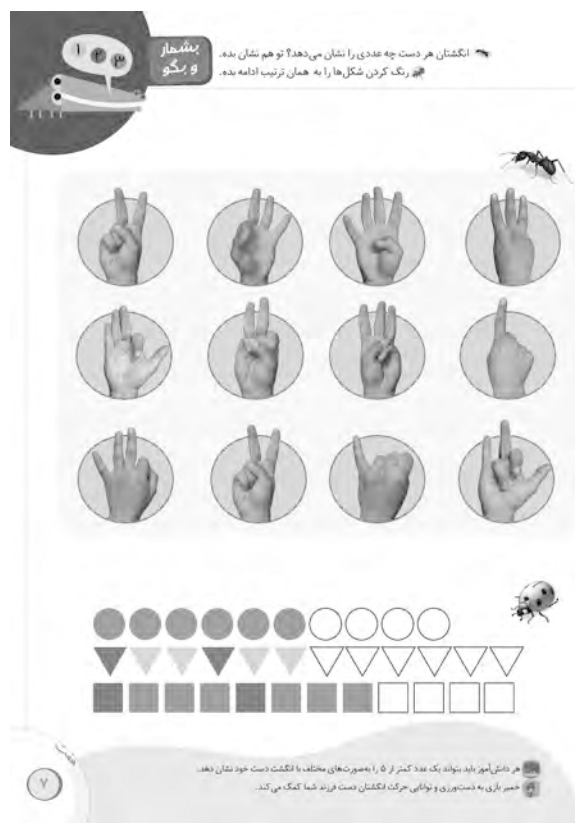 بشمار
و بگو
۱ ۲ ۳
انگشتان هر دست چه عددی را نشان می‌دهد؟ تو هم نشان بده.
رنگ کردن شکل‌ها را به همان ترتیب ادامه بده.
هر دانش‌آموز باید بتواند یک عدد کمتر از ۵ را به‌صورت‌های مختلف با انگشت دست خود نشان دهد.
خمیر بازی به دست‌ورزی و توانایی حرکت انگشتان دست فرزند شما کمک می‌کند.
۷